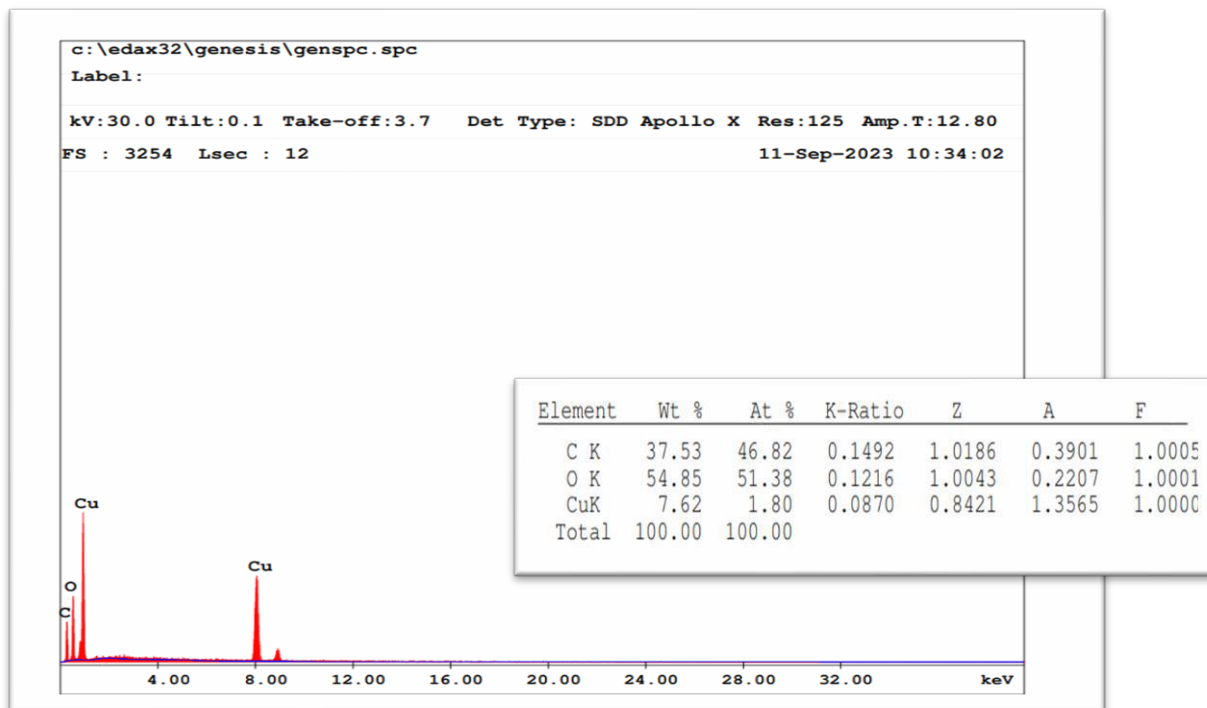 c:\edax32\genesis\genspc.spc
Label:
kV:30.0 Tilt:0.1 Take-off:3.7 Det Type: SDD Apollo X Res:125 Amp.T:12.80
FS : 3254 Lsec : 12 11-Sep-2023 10:34:02
Element Wt % At % K-Ratio Z A F
C K 37.53 46.82 0.1492 1.0186 0.3901 1.0005
O K 54.85 51.38 0.1216 1.0043 0.2207 1.0001
CuK 7.62 1.80 0.0870 0.8421 1.3565 1.0000
Total 100.00 100.00
Cu
Cu
O
C
4.00 8.00 12.00 16.00 20.00 24.00 28.00 32.00 keV